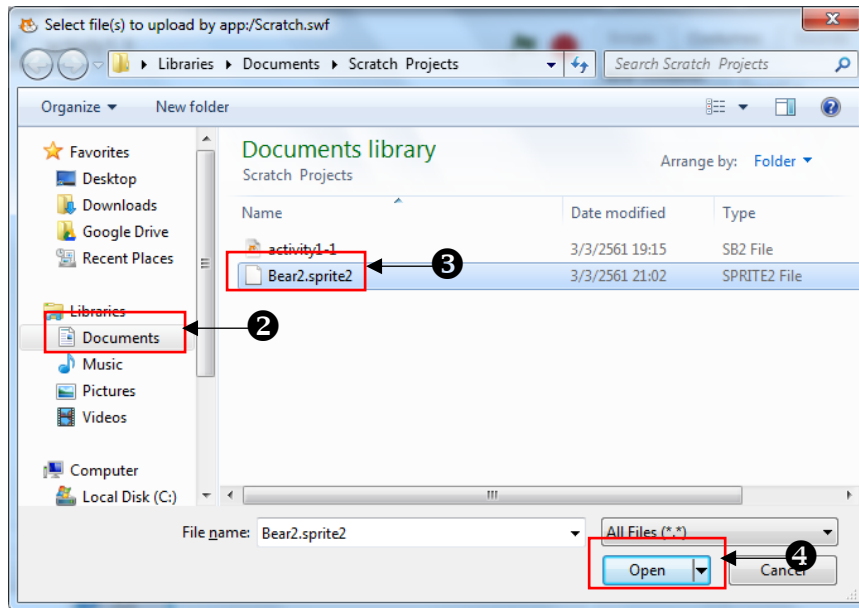 Select file(s) to upload by app:/Scratch.swf
Libraries Documents Scratch Projects Search Scratch Projects
Organize New folder
Favorites
Desktop
Downloads
Google Drive
Recent Places
Libraries
Documents
Music
Pictures
Videos
Computer
Local Disk (C:)
Documents library
Scratch Projects
Arrange by: Folder
Name Date modified Type
activity1-1 3/3/2561 19:15 SB2 File
Bear2.sprite2 3/3/2561 21:02 SPRITE2 File
❸
❷
File name: Bear2.sprite2 All Files (*.*)
Open Cancel
❹